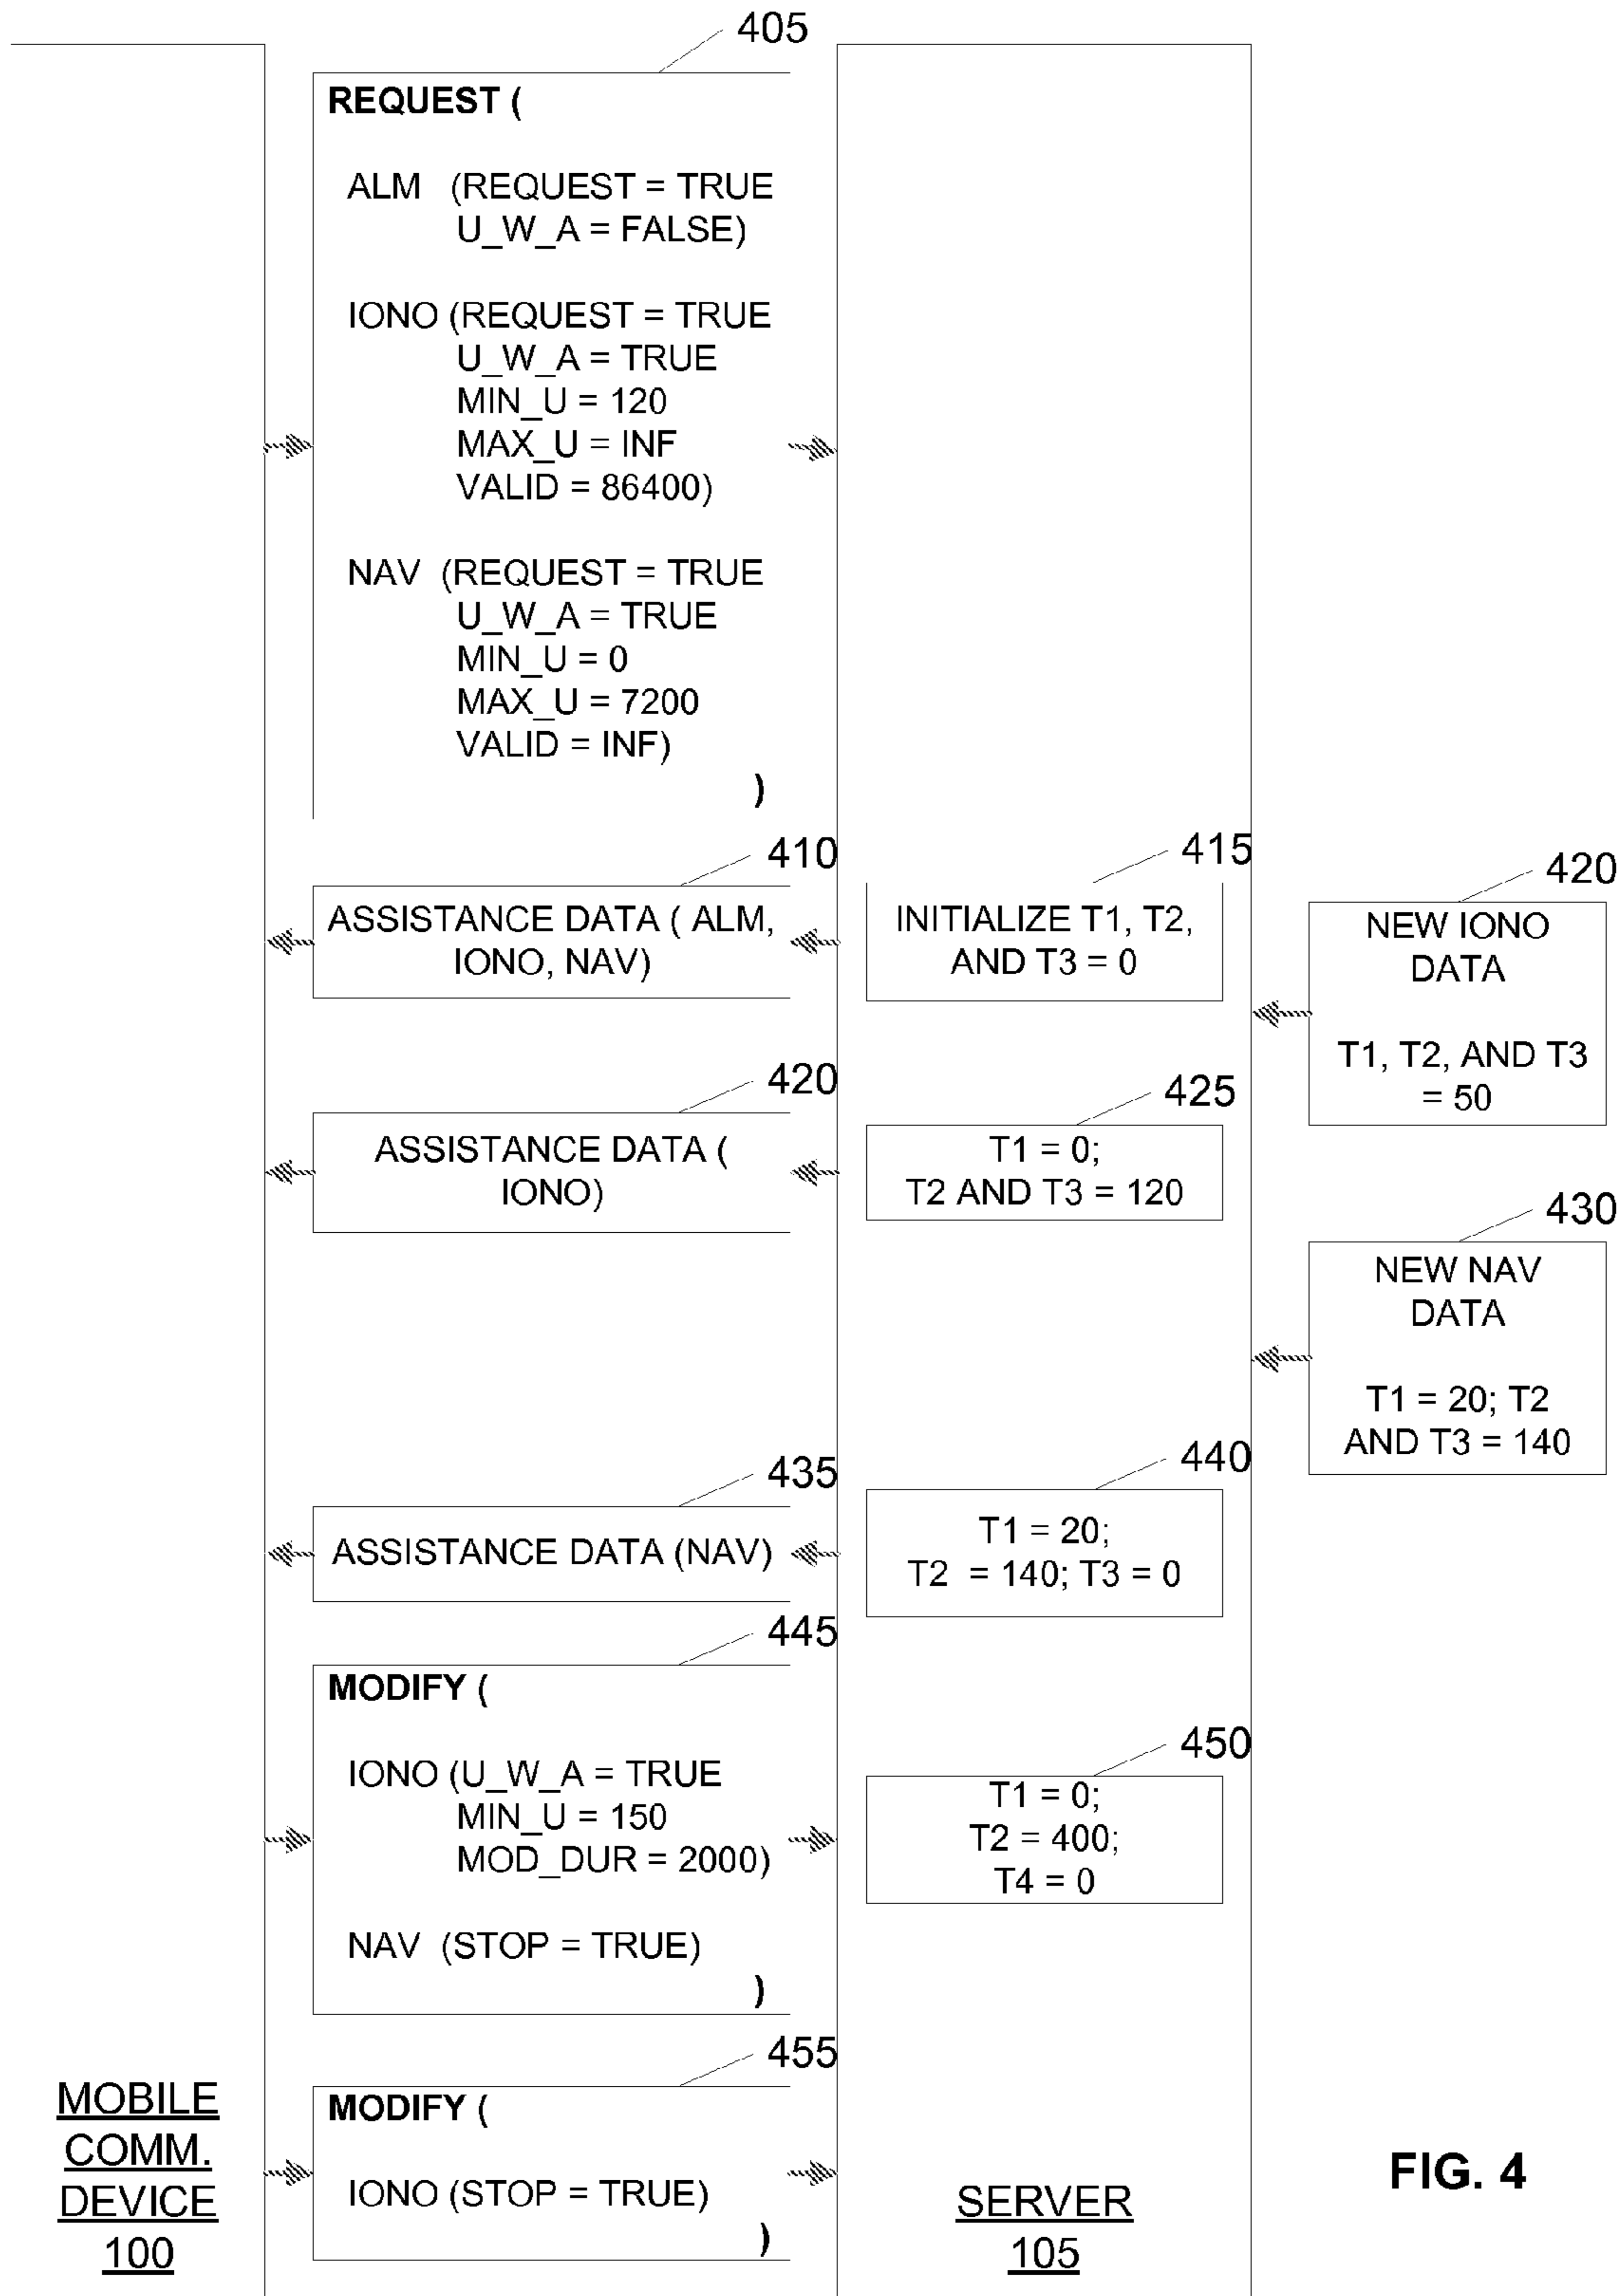 405
REQUEST (
ALM (REQUEST = TRUE
U_W_A = FALSE)
IONO (REQUEST = TRUE
U_W_A = TRUE
MIN_U = 120
MAX_U = INF
VALID = 86400)
NAV (REQUEST = TRUE
U_W_A = TRUE
MIN_U = 0
MAX_U = 7200
VALID = INF)
)
410
ASSISTANCE DATA ( ALM,
IONO, NAV)
415
INITIALIZE T1, T2,
AND T3 = 0
420
NEW IONO
DATA
T1, T2, AND T3
= 50
420
ASSISTANCE DATA (
IONO)
425
T1 = 0;
T2 AND T3 = 120
430
NEW NAV
DATA
T1 = 20; T2
AND T3 = 140
435
ASSISTANCE DATA (NAV)
440
T1 = 20;
T2 = 140; T3 = 0
445
MODIFY (
IONO (U_W_A = TRUE
MIN_U = 150
MOD_DUR = 2000)
NAV (STOP = TRUE)
)
450
T1 = 0;
T2 = 400;
T4 = 0
455
MODIFY (
IONO (STOP = TRUE)
)
MOBILE
COMM.
DEVICE
100
SERVER
105
FIG. 4